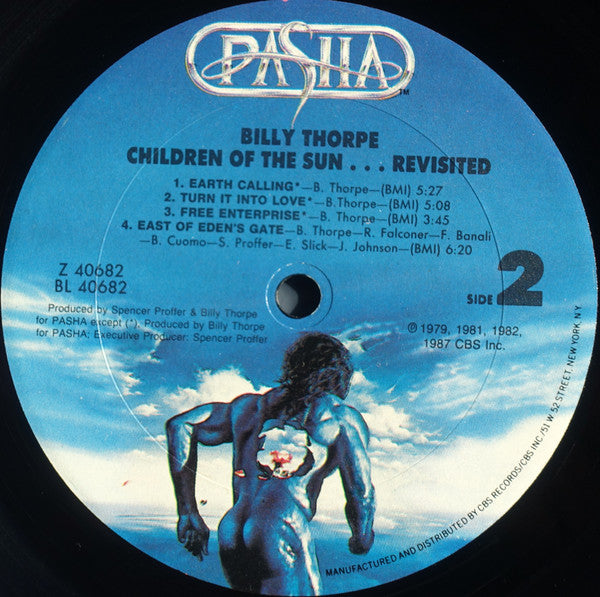 PASHA
TM
BILLY THORPE
CHILDREN OF THE SUN . . . REVISITED
1. EARTH CALLING*—B. Thorpe—(BMI) 5:27
2. TURN IT INTO LOVE*—B.Thorpe—(BMI) 5:08
3. FREE ENTERPRISE*—B. Thorpe—(BMI) 3:45
4. EAST OF EDEN'S GATE—B. Thorpe—R. Falconer—F. Banali
—B. Cuomo—S. Proffer—E. Slick—J. Johnson—(BMI) 6:20
Z 40682
BL 40682
SIDE 2
Produced by Spencer Proffer & Billy Thorpe
for PASHA except (*). Produced by Billy Thorpe
for PASHA; Executive Producer: Spencer Proffer
℗ 1979, 1981, 1982,
1987 CBS Inc.
MANUFACTURED AND DISTRIBUTED BY CBS RECORDS/CBS INC./51 W 52 STREET, NEW YORK, N.Y.